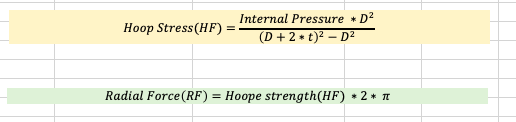 Hoop Stress(HF) = Internal Pressure * D² / (D + 2 * t)² − D²
Radial Force(RF) = Hoope strength(HF) * 2 * π